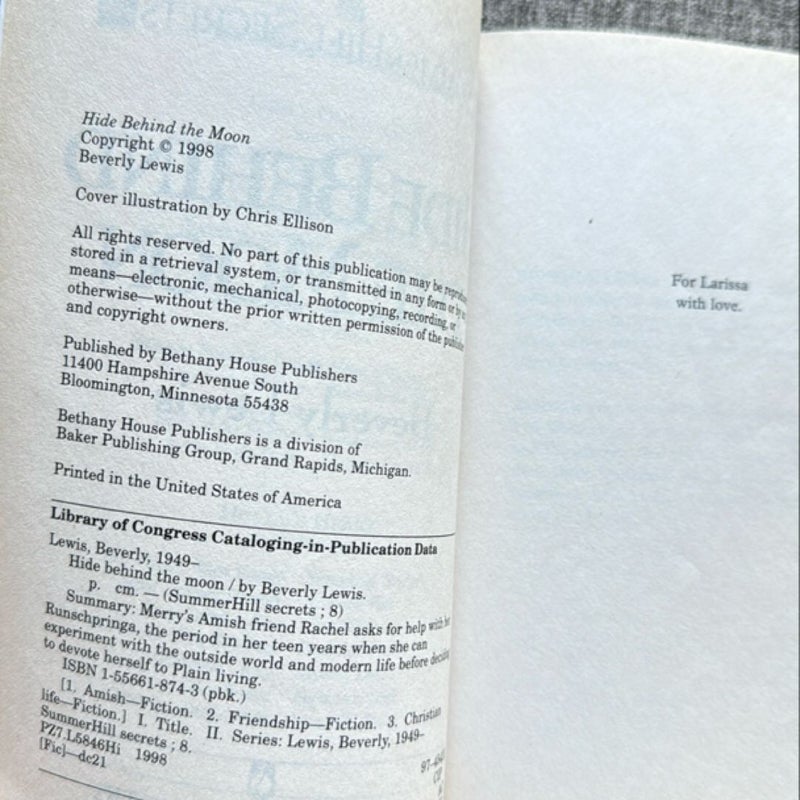 Hide Behind the Moon
Copyright © 1998
Beverly Lewis
Cover illustration by Chris Ellison
All rights reserved. No part of this publication may be
stored in a retrieval system, or transmitted in any form or by
means—electronic, mechanical, photocopying, recording, or
otherwise—without the prior written permission of the
and copyright owners.
Published by Bethany House Publishers
11400 Hampshire Avenue South
Bloomington, Minnesota 55438
Bethany House Publishers is a division of
Baker Publishing Group, Grand Rapids, Michigan.
Printed in the United States of America
Library of Congress Cataloging-in-Publication Data
Lewis, Beverly, 1949–
Hide behind the moon / by Beverly Lewis.
p. cm. — (SummerHill secrets ; 8)
Summary: Merry's Amish friend Rachel asks for help with
Runschpringa, the period in her teen years when she can
experiment with the outside world and modern life before
to devote herself to Plain living.
ISBN 1-55661-874-3 (pbk.)
[1. Amish—Fiction. 2. Friendship—Fiction. 3. Christian
life—Fiction.] I. Title. II. Series: Lewis, Beverly, 1949–
SummerHill secrets ; 8.
PZ7.L5846Hi 1998
[Fic]—dc21
For Larissa
with love.